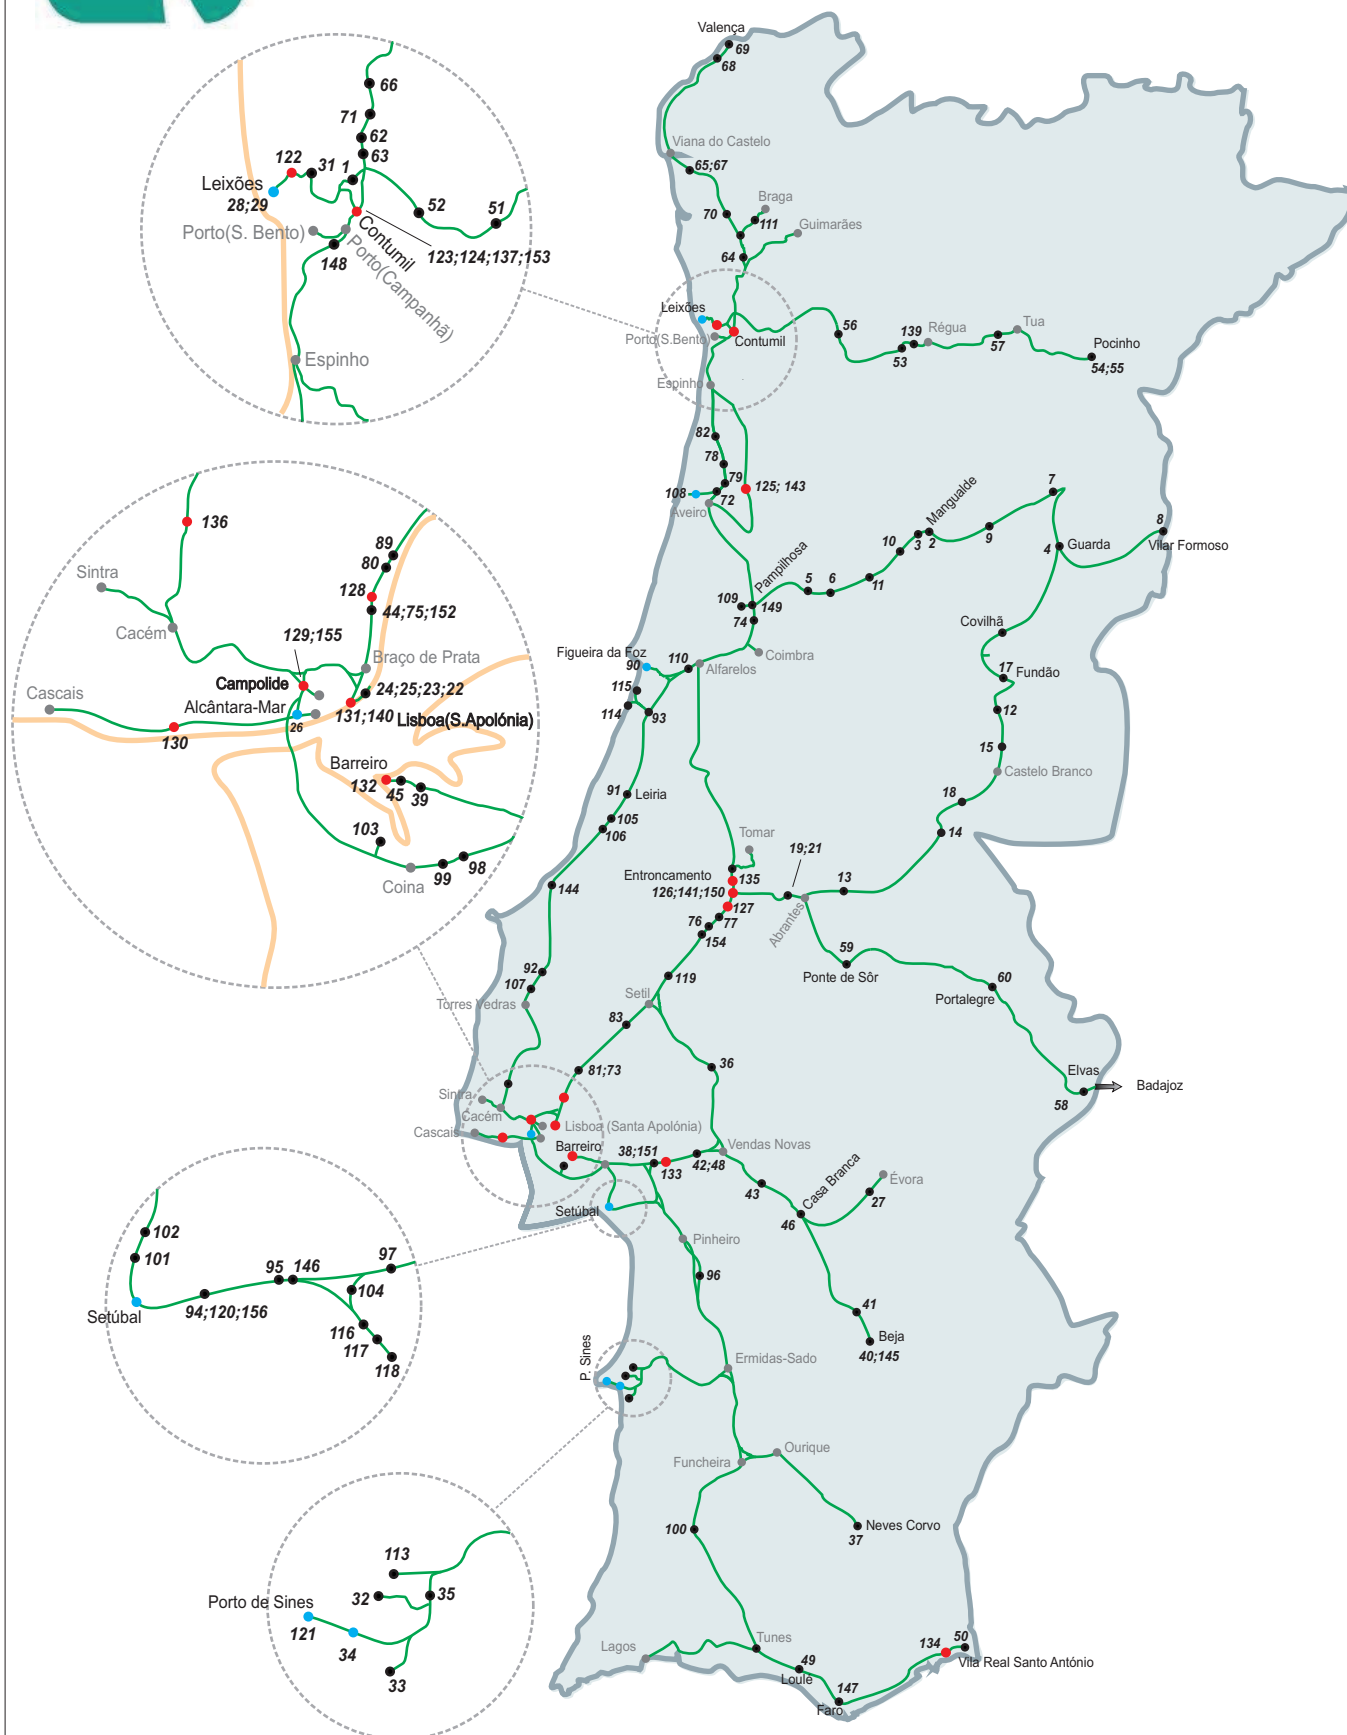 Valença
69
68
Viana do Castelo
65;67
Braga
70
111
Guimarães
64
Leixões
Porto(S.Bento)
Contumil
56
139
Régua
53
57
Tua
Pocinho
54;55
Espinho
82
78
79
108
72
Aveiro
125; 143
7
8
Vilar Formoso
Mangualde
10
3
2
9
4
Guarda
Pampilhosa
5
6
11
109
149
74
Covilhã
Figueira da Foz
90
110
Alfarelos
Coimbra
17
Fundão
115
114
93
12
15
Castelo Branco
91
Leiria
105
106
18
14
Tomar
19;21
Entroncamento
135
126;141;150
13
144
127
76
77
154
Abrantes
59
Ponte de Sôr
92
107
119
60
Portalegre
Torres Vedras
Setil
83
81;73
36
Elvas
58
Badajoz
Sintra
Cacém
Cascais
Lisboa (Santa Apolónia)
Barreiro
38;151
133
42;48
Vendas Novas
43
Casa Branca
46
Évora
27
Setúbal
Pinheiro
96
41
Beja
40;145
P. Sines
Ermidas-Sado
Ourique
Funcheira
100
Neves Corvo
37
Lagos
Tunes
49
Loulé
147
Faro
134
50
Vila Real Santo António
66
71
62
63
122
31
1
Leixões
28;29
52
51
Porto(S. Bento)
Contumil
148
Porto(Campanhã)
123;124;137;153
Espinho
136
89
80
Sintra
128
44;75;152
Cacém
129;155
Braço de Prata
Campolide
24;25;23;22
Cascais
Alcântara-Mar
26
131;140
Lisboa(S.Apolónia)
130
Barreiro
132
45
39
103
99
98
Coina
102
101
95
146
97
Setúbal
94;120;156
104
116
117
118
113
32
35
Porto de Sines
121
34
33